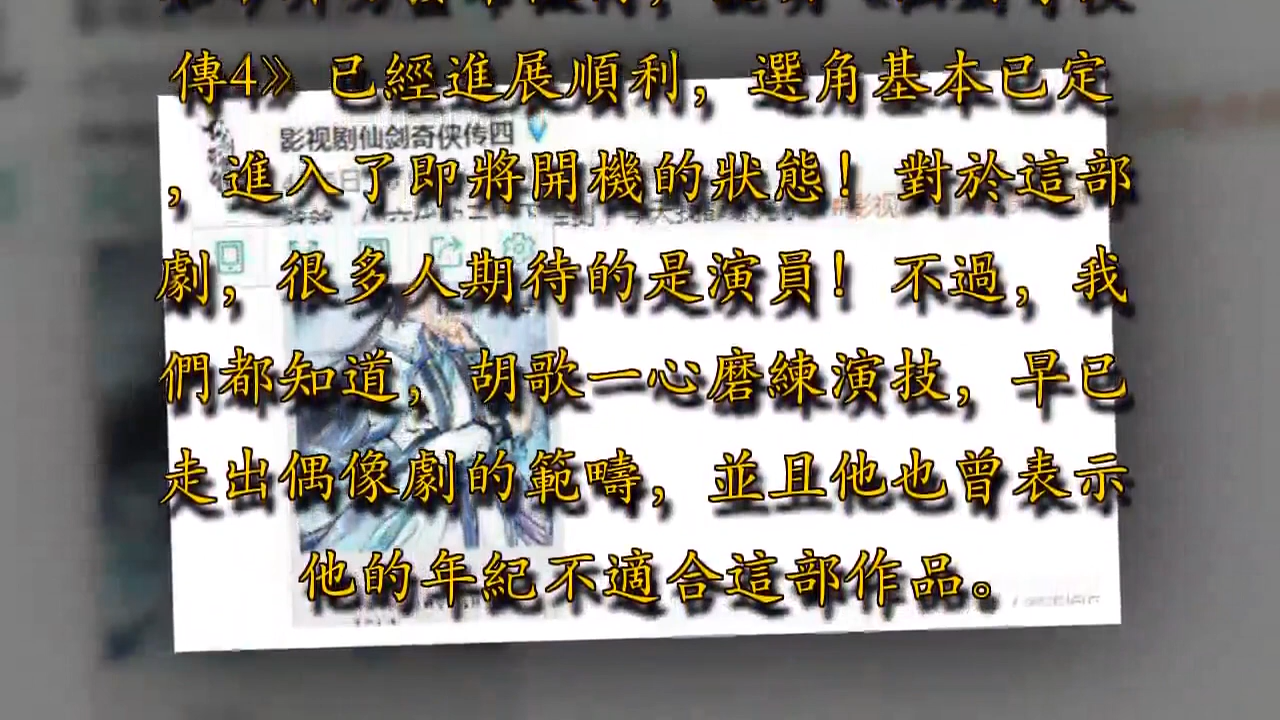 傳4》已經進展順利，選角基本已定
影视剧仙剑奇侠传四
，進入了即將開機的狀態！對於這部
劇，很多人期待的是演員！不過，我
們都知道，胡歌一心磨練演技，早已
走出偶像劇的範疇，並且他也曾表示
他的年紀不適合這部作品。